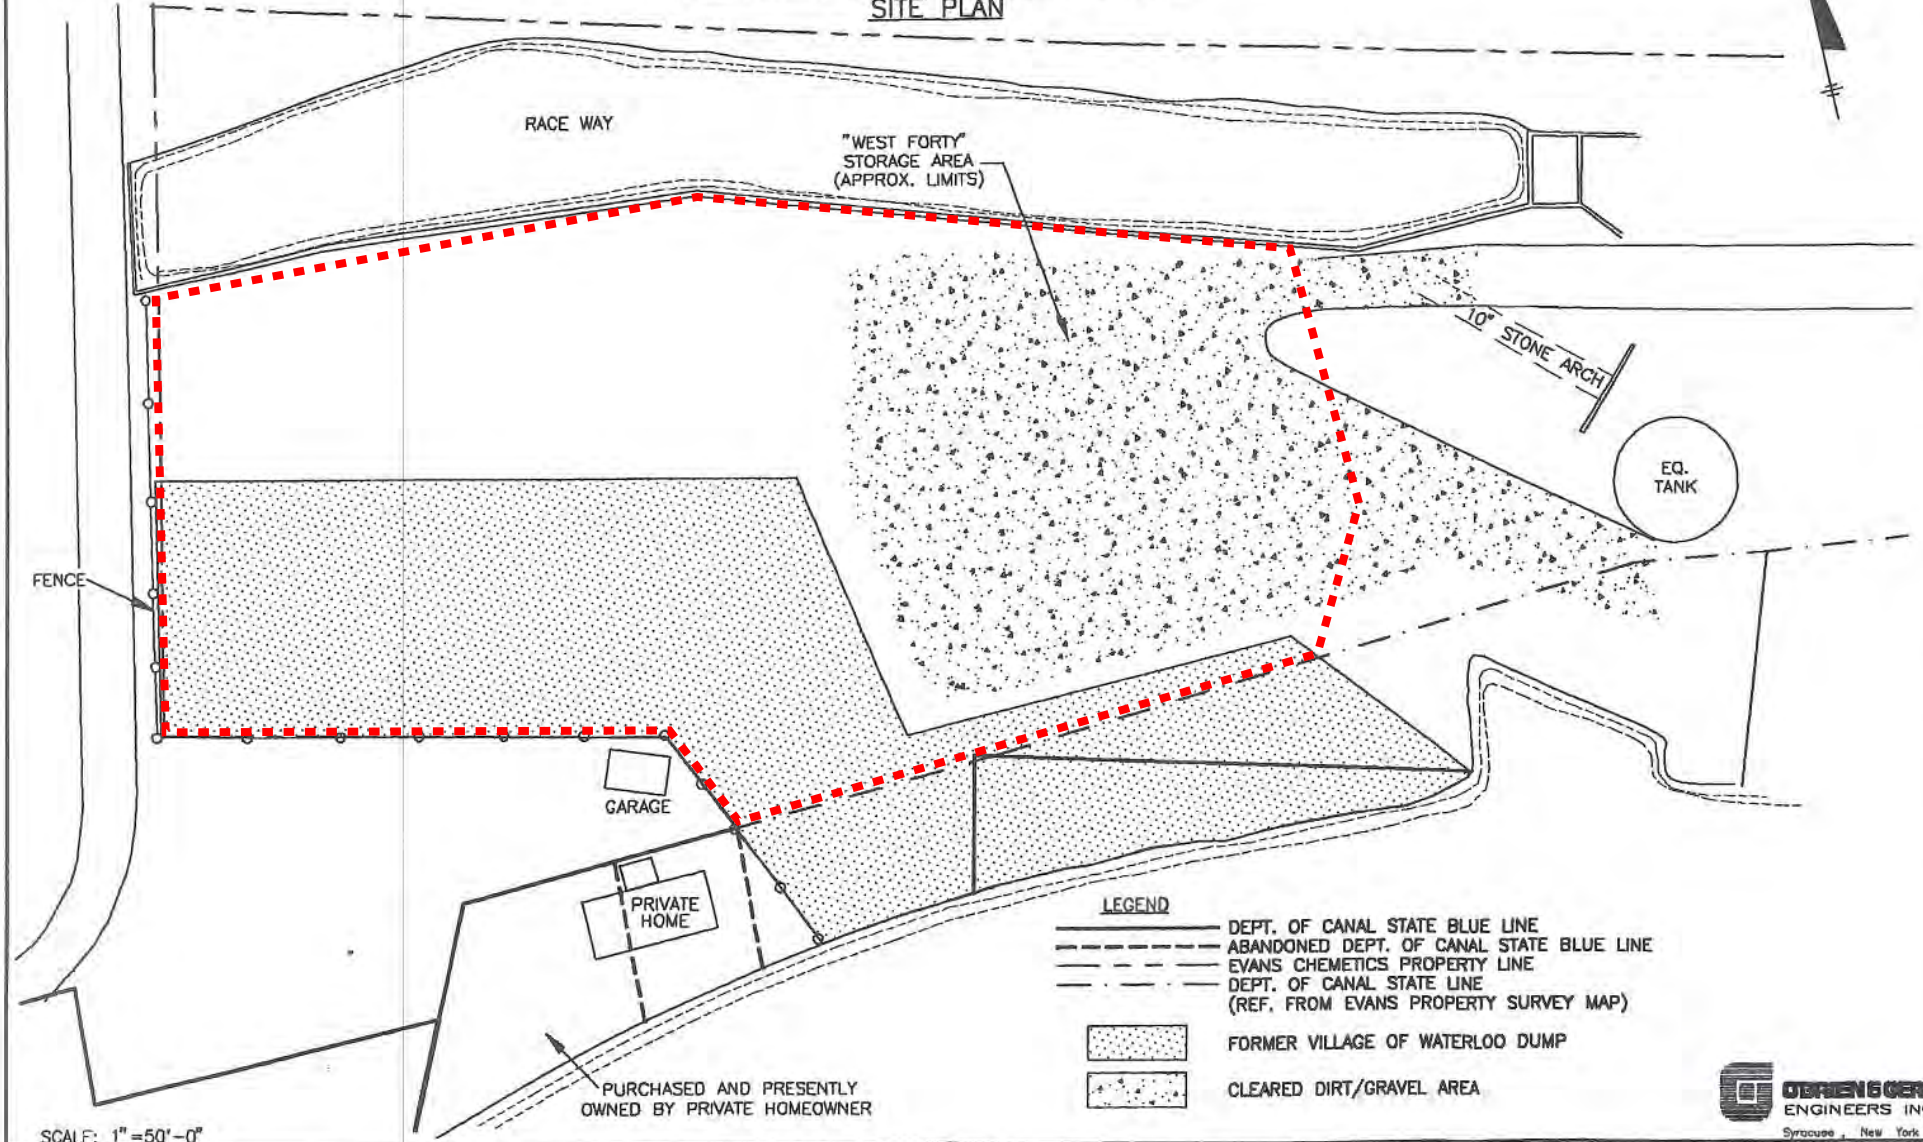 SITE PLAN
RACE WAY
"WEST FORTY"
STORAGE AREA
(APPROX. LIMITS)
10" STONE ARCH
EQ.
TANK
FENCE
GARAGE
PRIVATE
HOME
LEGEND
DEPT. OF CANAL STATE BLUE LINE
ABANDONED DEPT. OF CANAL STATE BLUE LINE
EVANS CHEMETICS PROPERTY LINE
DEPT. OF CANAL STATE LINE
(REF. FROM EVANS PROPERTY SURVEY MAP)
FORMER VILLAGE OF WATERLOO DUMP
CLEARED DIRT/GRAVEL AREA
PURCHASED AND PRESENTLY
OWNED BY PRIVATE HOMEOWNER
SCALE: 1"=50'-0"
O'BRIEN & GER
ENGINEERS IN
Syracuse, New York